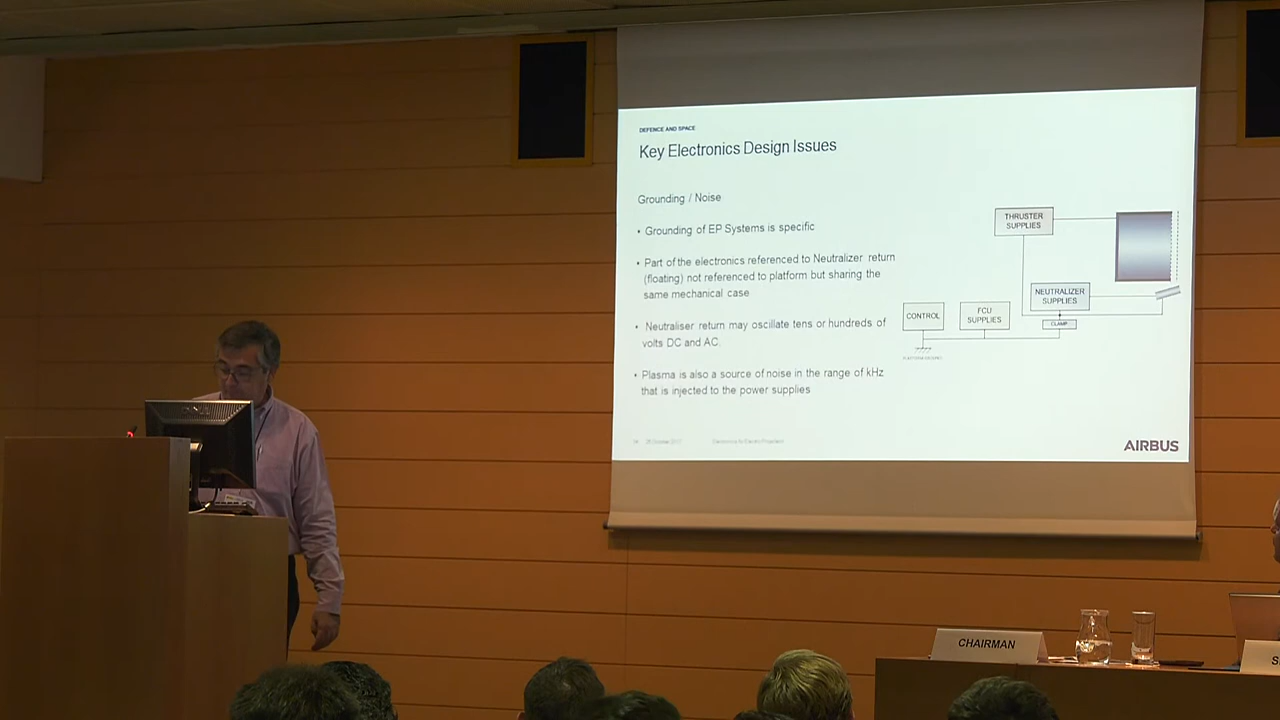 DEFENCE AND SPACE
Key Electronics Design Issues
Grounding / Noise
• Grounding of EP Systems is specific
• Part of the electronics referenced to Neutralizer return
(floating) not referenced to platform but sharing the
same mechanical case
• Neutraliser return may oscillate tens or hundreds of
volts DC and AC.
• Plasma is also a source of noise in the range of kHz
that is injected to the power supplies
THRUSTER
SUPPLIES
NEUTRALIZER
SUPPLIES
CONTROL
FCU
SUPPLIES
CLAMP
AIRBUS
CHAIRMAN
S